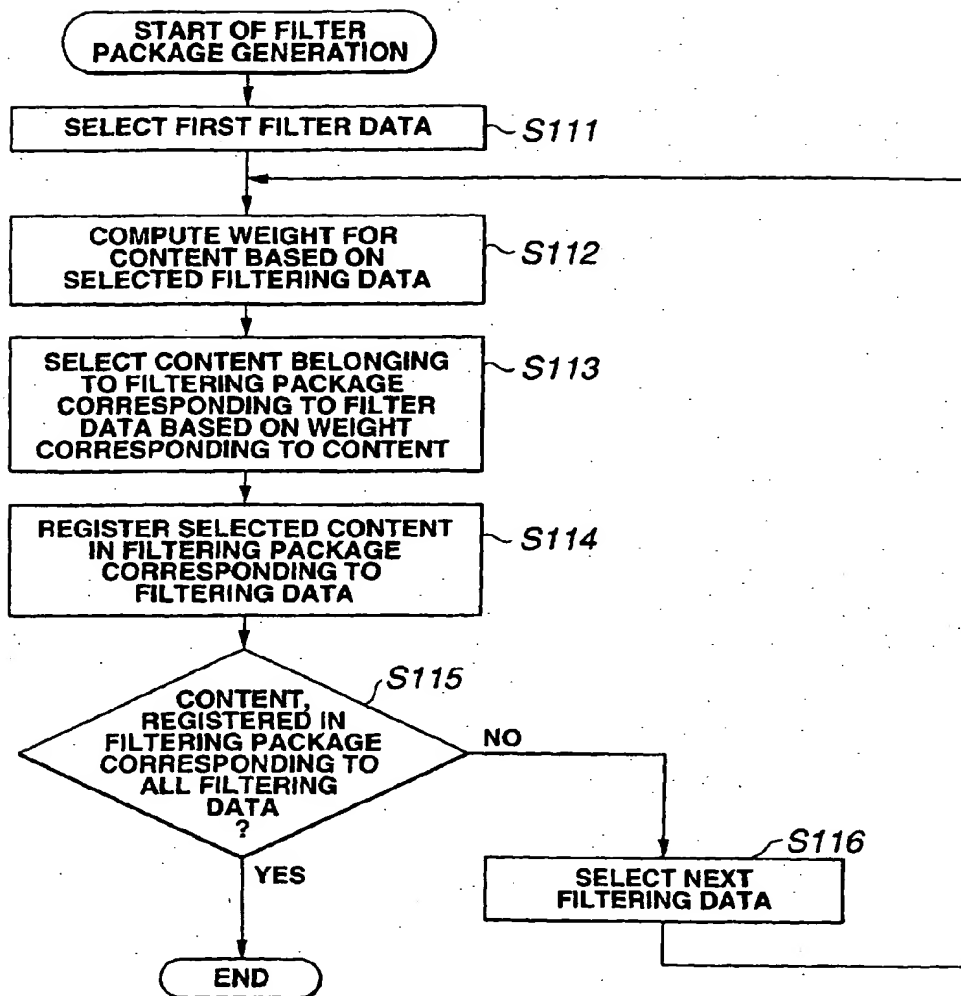 START OF FILTER
PACKAGE GENERATION
SELECT FIRST FILTER DATA
S111
COMPUTE WEIGHT FOR
CONTENT BASED ON
SELECTED FILTERING DATA
S112
SELECT CONTENT BELONGING
TO FILTERING PACKAGE
CORRESPONDING TO FILTER
DATA BASED ON WEIGHT
CORRESPONDING TO CONTENT
S113
REGISTER SELECTED CONTENT
IN FILTERING PACKAGE
CORRESPONDING TO
FILTERING DATA
S114
S115
CONTENT,
REGISTERED IN
FILTERING PACKAGE
CORRESPONDING TO
ALL FILTERING
DATA
?
NO
YES
S116
SELECT NEXT
FILTERING DATA
END